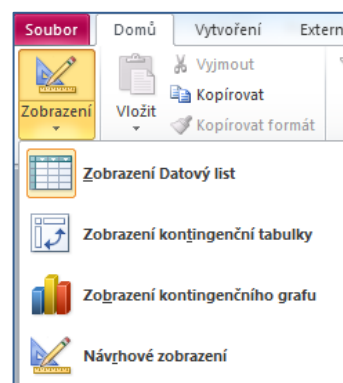 Soubor Domů Vytvoření Extern
Vyjmout
Kopírovat
Zobrazení Vložit Kopírovat formát
Zobrazení Datový list
Zobrazení kontingenční tabulky
Zobrazení kontingenčního grafu
Návrhové zobrazení